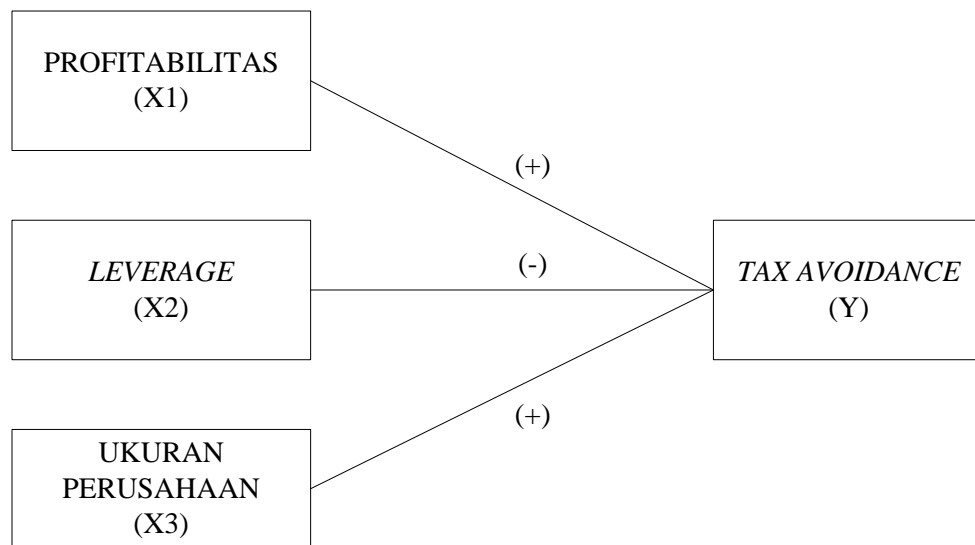 PROFITABILITAS
(X1)
(+)
LEVERAGE
(X2)
(-)
TAX AVOIDANCE
(Y)
(+)
UKURAN
PERUSAHAAN
(X3)